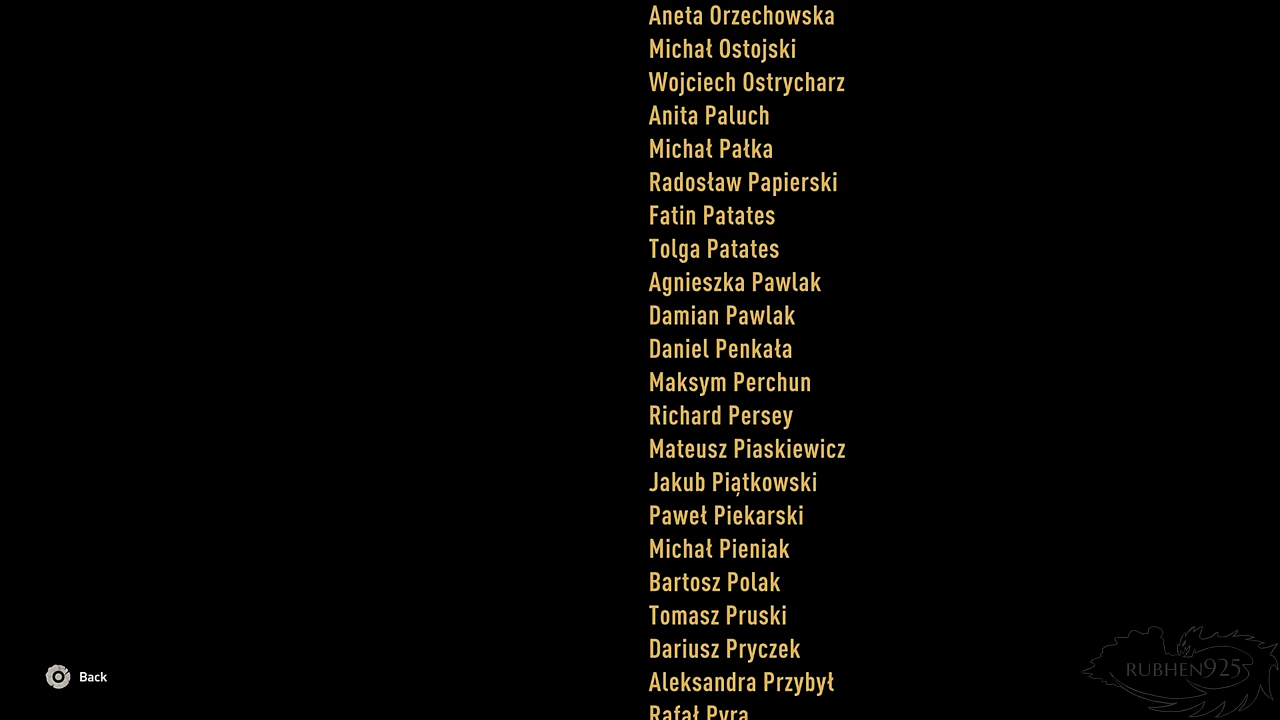 Aneta Orzechowska
Michał Ostojski
Wojciech Ostrycharz
Anita Paluch
Michał Pałka
Radosław Papierski
Fatin Patates
Tolga Patates
Agnieszka Pawlak
Damian Pawlak
Daniel Penkała
Maksym Perchun
Richard Persey
Mateusz Piaskiewicz
Jakub Piątkowski
Paweł Piekarski
Michał Pieniak
Bartosz Polak
Tomasz Pruski
Dariusz Pryczek
Aleksandra Przybył
Rafał Pyra
Back
RUBHEN925